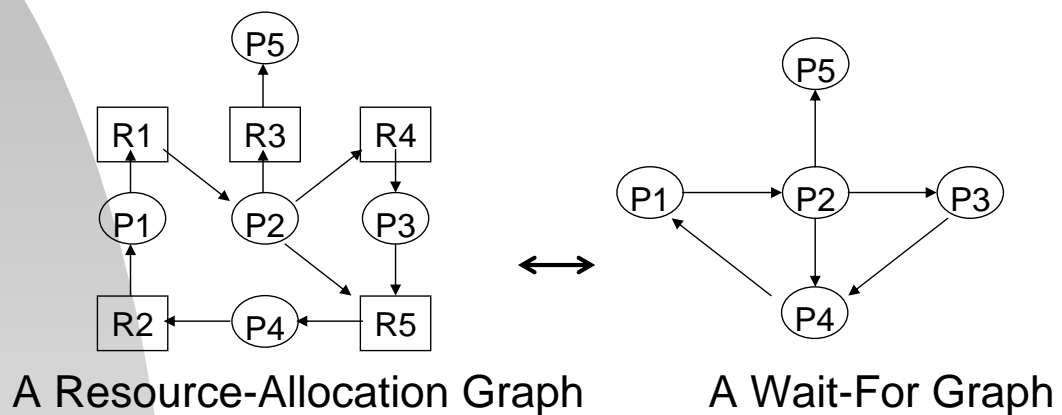 P5
P5
R1 R3 R4
P1 P2 P3
P1 P2 P3
R2 P4 R5
P4
A Resource-Allocation Graph A Wait-For Graph